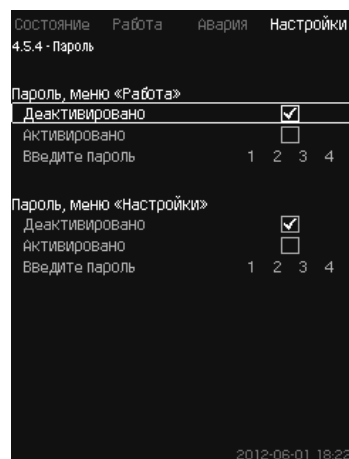 Состояние Работа Авария Настройки
4.5.4 - Пароль
Пароль, меню «Работа»
Деактивировано
Активировано
Введите пароль 1 2 3 4
Пароль, меню «Настройки»
Деактивировано
Активировано
Введите пароль 1 2 3 4
2012-06-01 18:22